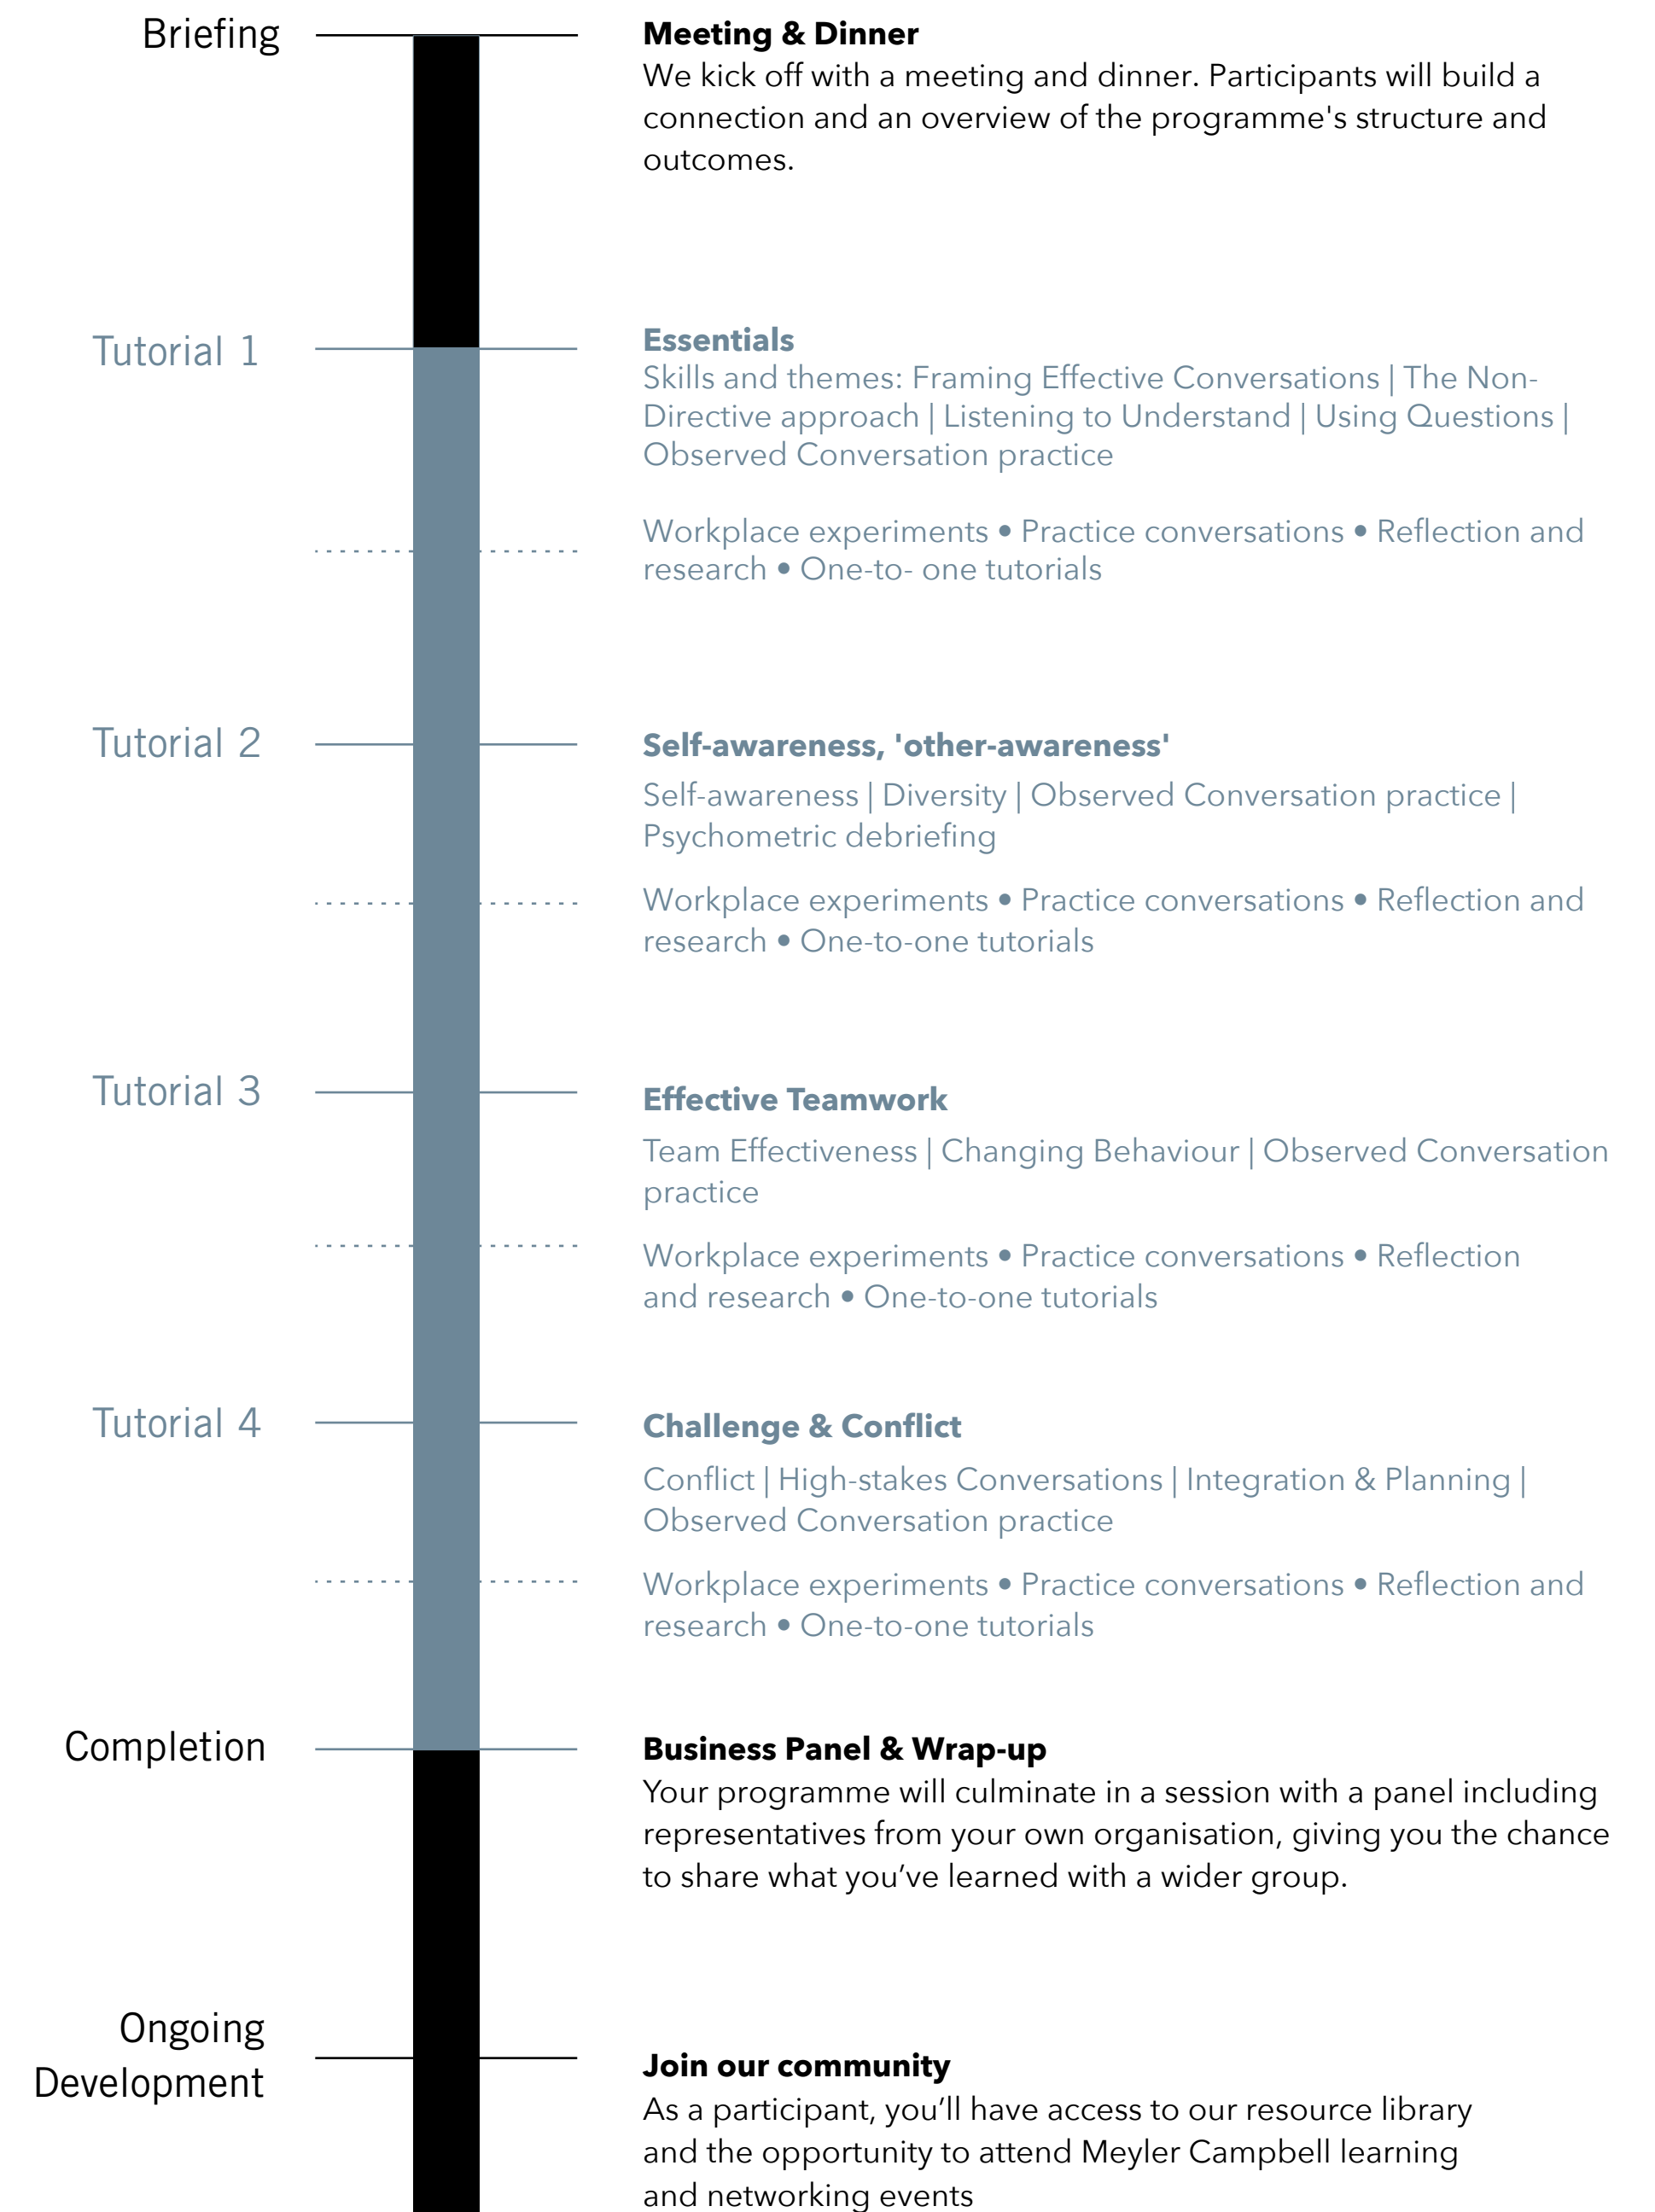 Briefing
Meeting & Dinner
We kick off with a meeting and dinner. Participants will build a
connection and an overview of the programme's structure and
outcomes.
Tutorial 1
Essentials
Skills and themes: Framing Effective Conversations | The Non-
Directive approach | Listening to Understand | Using Questions |
Observed Conversation practice
Workplace experiments • Practice conversations • Reflection and
research • One-to- one tutorials
Tutorial 2
Self-awareness, 'other-awareness'
Self-awareness | Diversity | Observed Conversation practice |
Psychometric debriefing
Workplace experiments • Practice conversations • Reflection and
research • One-to-one tutorials
Tutorial 3
Effective Teamwork
Team Effectiveness | Changing Behaviour | Observed Conversation
practice
Workplace experiments • Practice conversations • Reflection
and research • One-to-one tutorials
Tutorial 4
Challenge & Conflict
Conflict | High-stakes Conversations | Integration & Planning |
Observed Conversation practice
Workplace experiments • Practice conversations • Reflection and
research • One-to-one tutorials
Completion
Business Panel & Wrap-up
Your programme will culminate in a session with a panel including
representatives from your own organisation, giving you the chance
to share what you’ve learned with a wider group.
Ongoing
Development
Join our community
As a participant, you’ll have access to our resource library
and the opportunity to attend Meyler Campbell learning
and networking events